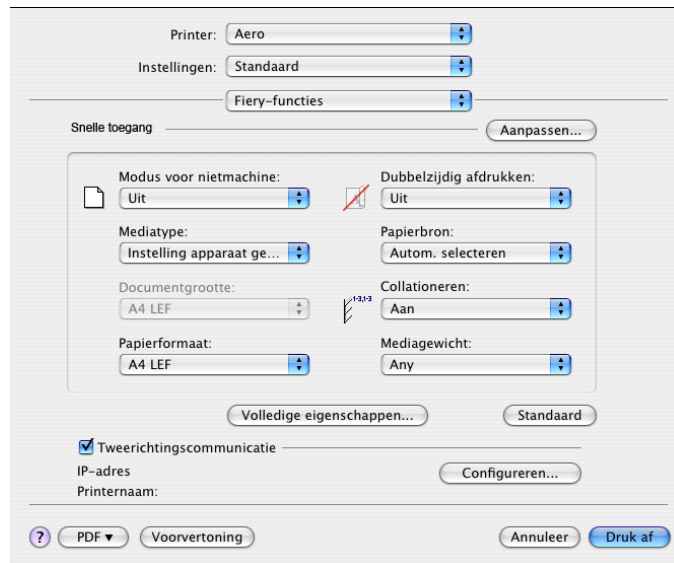 Printer: Aero
Instellingen: Standaard
Fiery-functies
Snelle toegang Aanpassen...
Modus voor nietmachine: Dubbelzijdig afdrukken:
Uit Uit
Mediatype: Papierbron:
Instelling apparaat ge... Autom. selecteren
Documentgrootte: Collationeren:
A4 LEF 1-3,1-3 Aan
Papierformaat: Mediagewicht:
A4 LEF Any
Volledige eigenschappen... Standaard
Tweerichtingscommunicatie
IP-adres Configureren...
Printernaam:
? PDF▼ Voorvertoning Annuleer Druk af